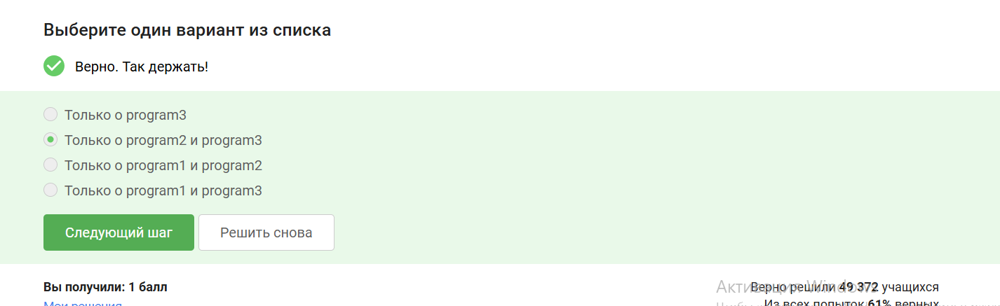 Выберите один вариант из списка
Верно. Так держать!
Только о program3
Только о program2 и program3
Только о program1 и program2
Только о program1 и program3
Следующий шаг
Решить снова
Вы получили: 1 балл
Верно решили 49 372 учащихся
Активация Windows
Мои решения
Из всех попыток 61% верных